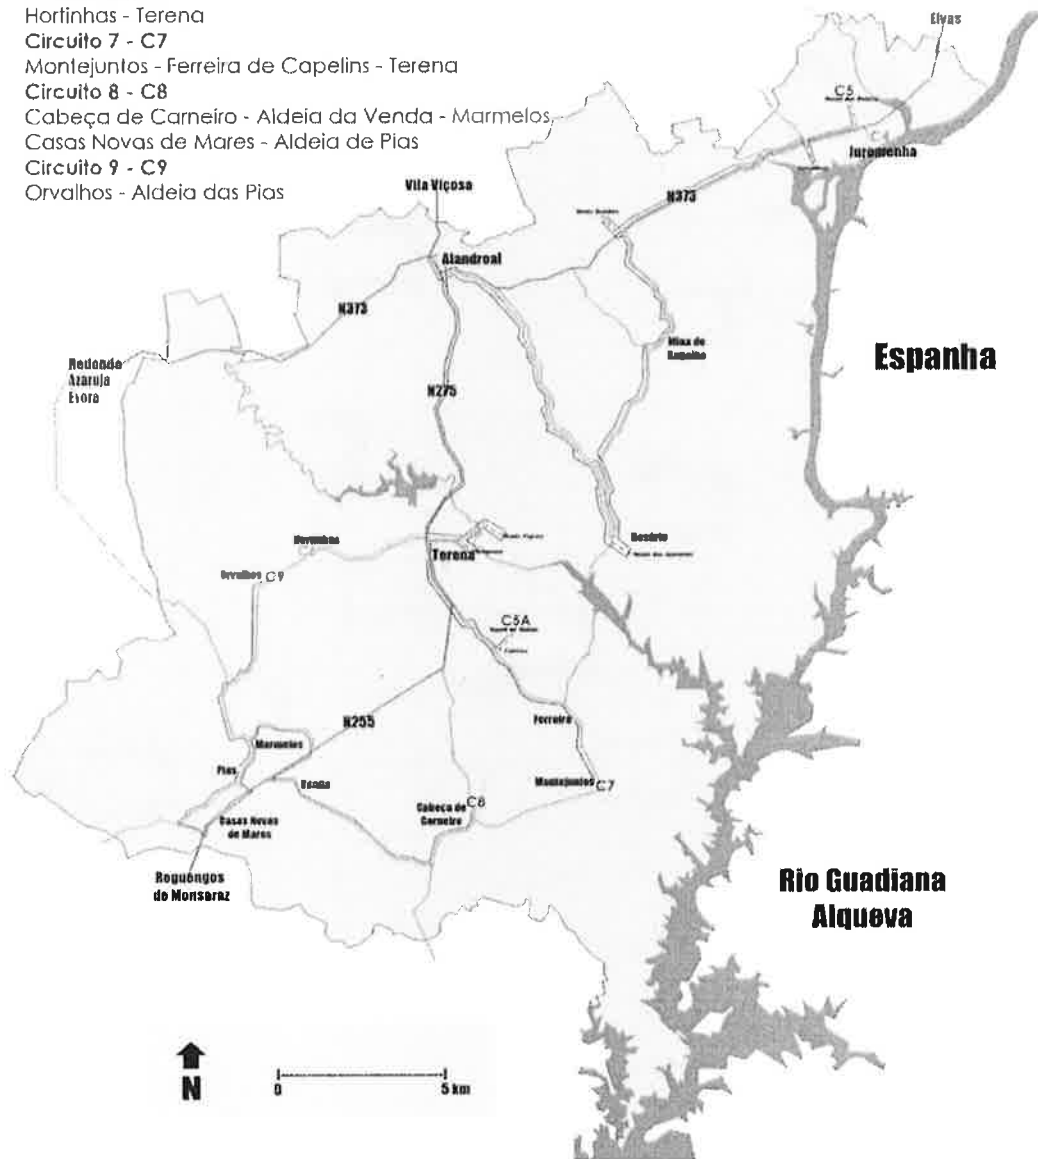 Hortinhas - Terena
Circuito 7 - C7
Montejuntos - Ferreira de Capelins - Terena
Circuito 8 - C8
Cabeça de Carneiro - Aldeia da Venda - Marmelos,
Casas Novas de Mares - Aldeia de Pias
Circuito 9 - C9
Orvalhos - Aldeia das Pias
Elvas
C5
C4
Juromenha
Vila Viçosa
N373
Alandroal
N373
Mina do
Bugalho
Espanha
Redondo
Azaruja
Evora
N275
Rosário
Terena
Orvalhos C9
C5A
Ferreira
N255
Marmelos
Pias
Venda
Montejuntos C7
C8
Cabeça de
Carneiro
Casas Novas
de Mares
Reguengos
de Monsaraz
Rio Guadiana
Alqueva
N
0
5 km